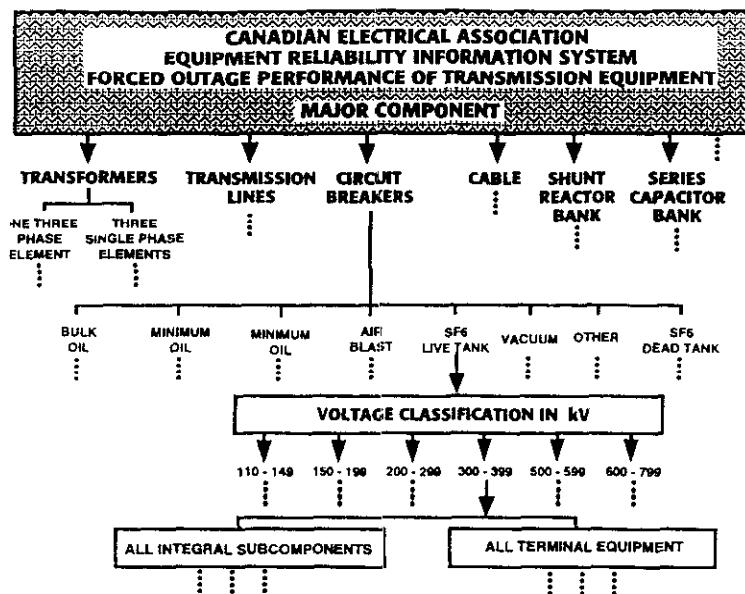 CANADIAN ELECTRICAL ASSOCIATION
EQUIPMENT RELIABILITY INFORMATION SYSTEM
FORCED OUTAGE PERFORMANCE OF TRANSMISSION EQUIPMENT
MAJOR COMPONENT
TRANSFORMERS
TRANSMISSION
LINES
CIRCUIT
BREAKERS
CABLE
SHUNT
REACTOR
BANK
SERIES
CAPACITOR
BANK
NE THREE
PHASE
ELEMENT
THREE
SINGLE PHASE
ELEMENTS
BULK
OIL
MINIMUM
OIL
MINIMUM
OIL
AIR
BLAST
SF6
LIVE TANK
VACUUM
OTHER
SF6
DEAD TANK
VOLTAGE CLASSIFICATION IN kV
110 - 149
150 - 199
200 - 299
300 - 399
500 - 599
600 - 799
ALL INTEGRAL SUBCOMPONENTS
ALL TERMINAL EQUIPMENT